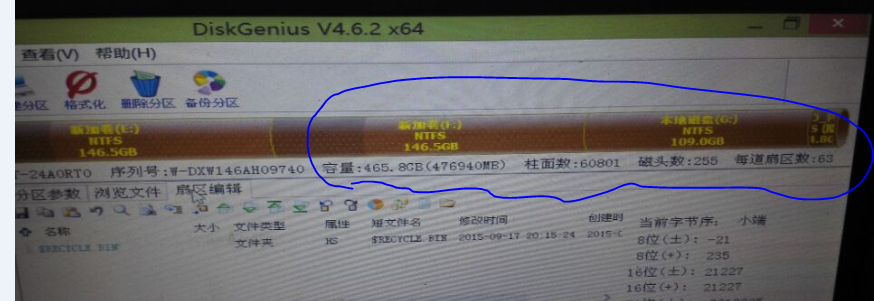 DiskGenius V4.6.2 x64
查看(V) 帮助(H)
分区 格式化 删除分区 备份分区
新加卷(E:) 新加卷(F:) 本地磁盘(G:)
NTFS NTFS NTFS
146.5GB 146.5GB 109.0GB
T-24A0RT0 序列号:W-DXW146AH09740 容量:465.8GB(476940MB) 柱面数:60801 磁头数:255 每道扇区数:63
分区参数 浏览文件 扇区编辑
名称 大小 文件类型 属性 短文件名 修改时间 创建时
$RECYCLE.BIN 文件夹 HS $RECYCLE.BIN 2015-09-17 20:15:24 2015-
当前字节序: 小端
8位(±): -21
8位(+): 235
16位(±): 21227
16位(+): 21227